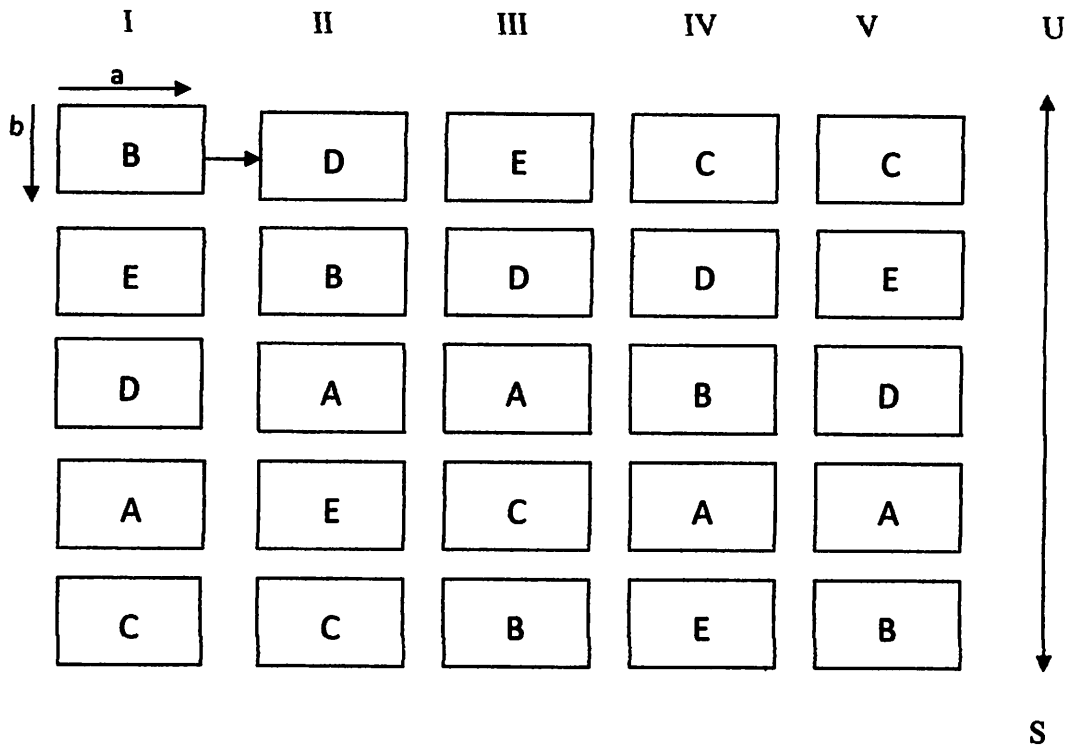 I II III IV V U
a
b
B D E C C
E B D D E
D A A B D
A E C A A
C C B E B
S